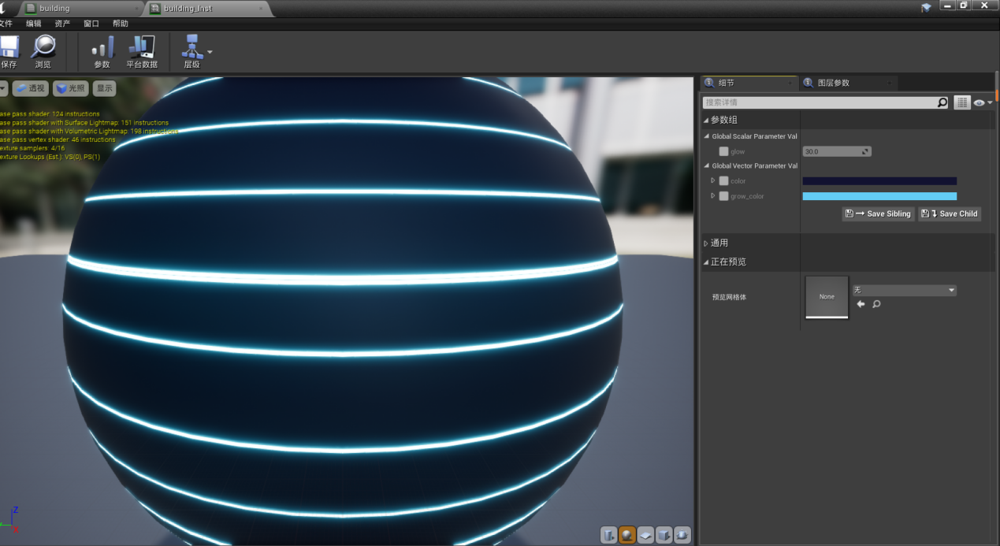 building
building_Inst
文件 编辑 资产 窗口 帮助
保存 浏览 参数 平台数据 层级
透视 光照 显示
ase pass shader: 124 instructions
ase pass shader with Surface Lightmap: 151 instructions
ase pass shader with Volumetric Lightmap: 198 instructions
ase pass vertex shader: 46 instructions
exture samplers: 4/16
exture Lookups (Est.): VS(0), PS(1)
Z
X
细节 图层参数
搜索详情
参数组
Global Scalar Parameter Val
glow 30.0
Global Vector Parameter Val
color
grow_color
Save Sibling Save Child
通用
正在预览
预览网格体 None 无